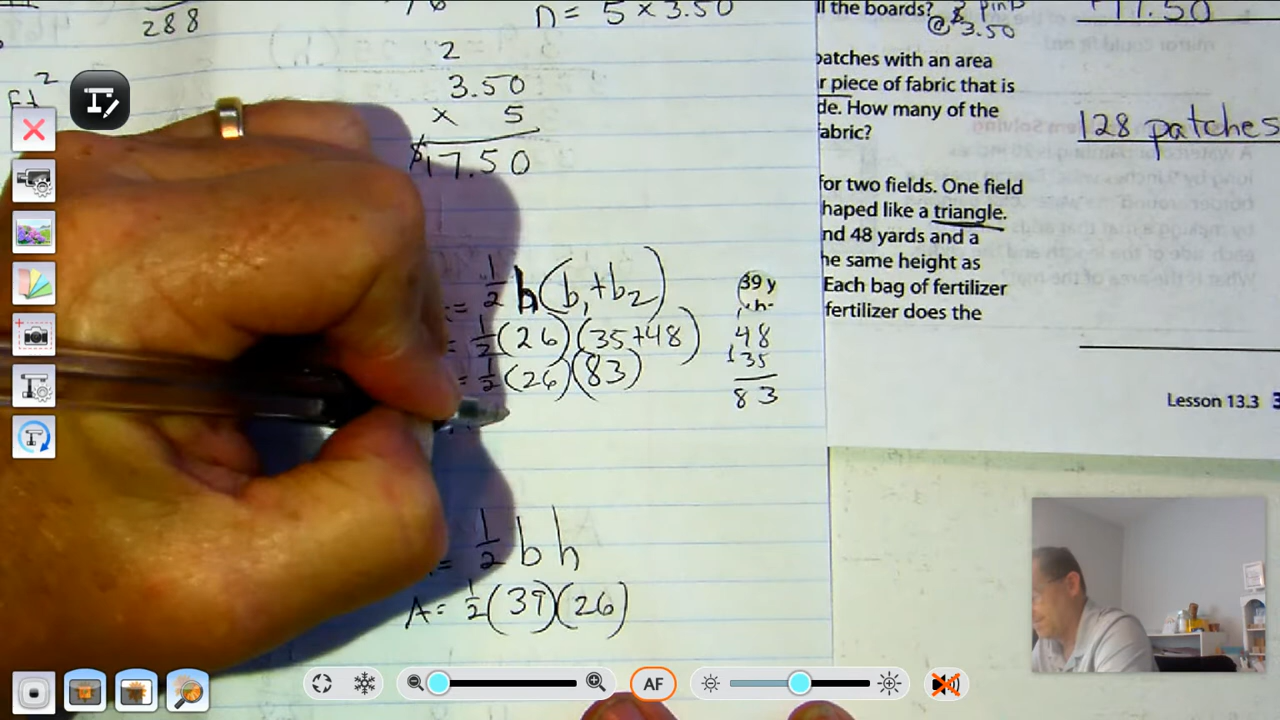 288
n = 5 x 3.50
ft²
2
3.50
x 5
$17.50
= 1/2 h(b₁+b₂)
= 1/2(26)(35+48)
= 1/2(26)(83)
39 y
48
135
83
= 1/2 b h
A = 1/2(39)(26)
ll the boards?
@ $3.50
17.50
patches with an area
r piece of fabric that is
de. How many of the
abric?
128 patches
for two fields. One field
haped like a triangle.
nd 48 yards and a
he same height as
Each bag of fertilizer
fertilizer does the
Lesson 13.3
AF